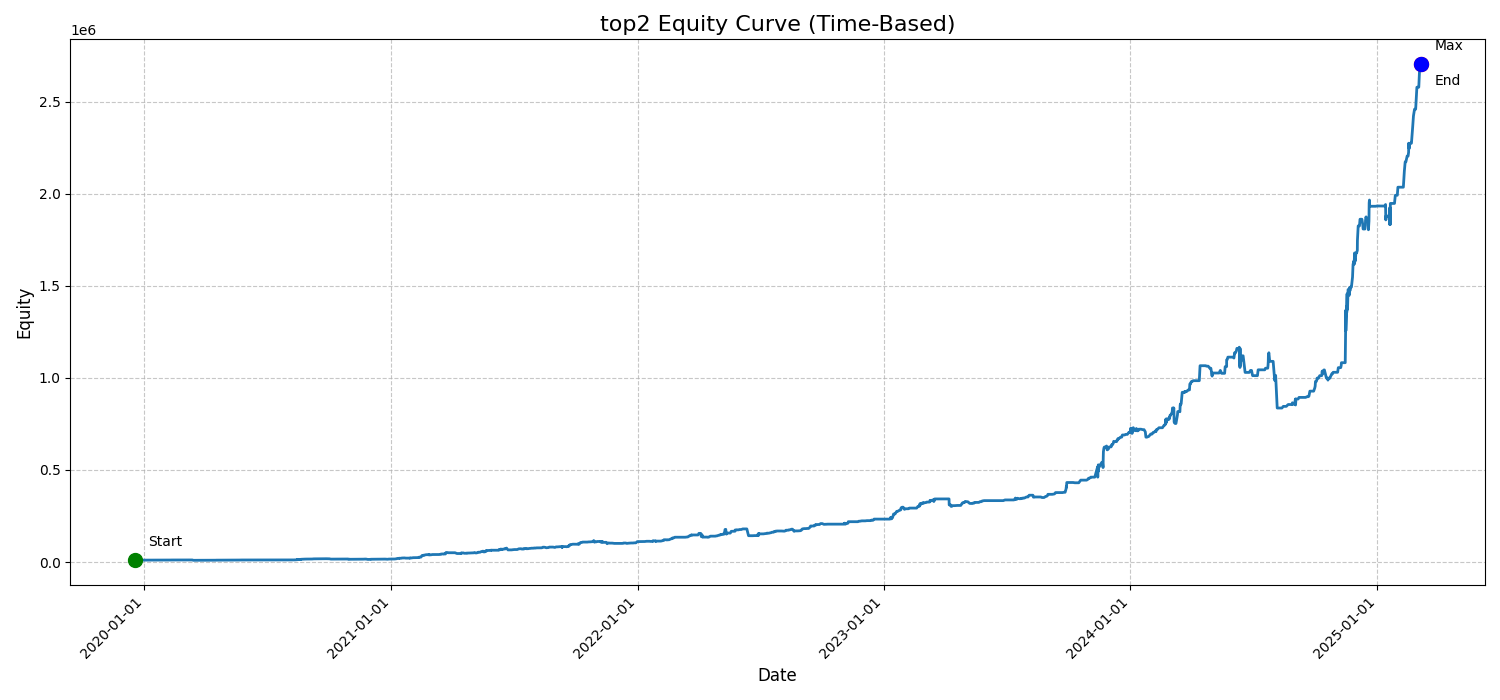 top2 Equity Curve (Time-Based)
1e6
Max
End
2.5
2.0
1.5
1.0
0.5
0.0
Equity
Start
2020-01-01
2021-01-01
2022-01-01
2023-01-01
2024-01-01
2025-01-01
Date